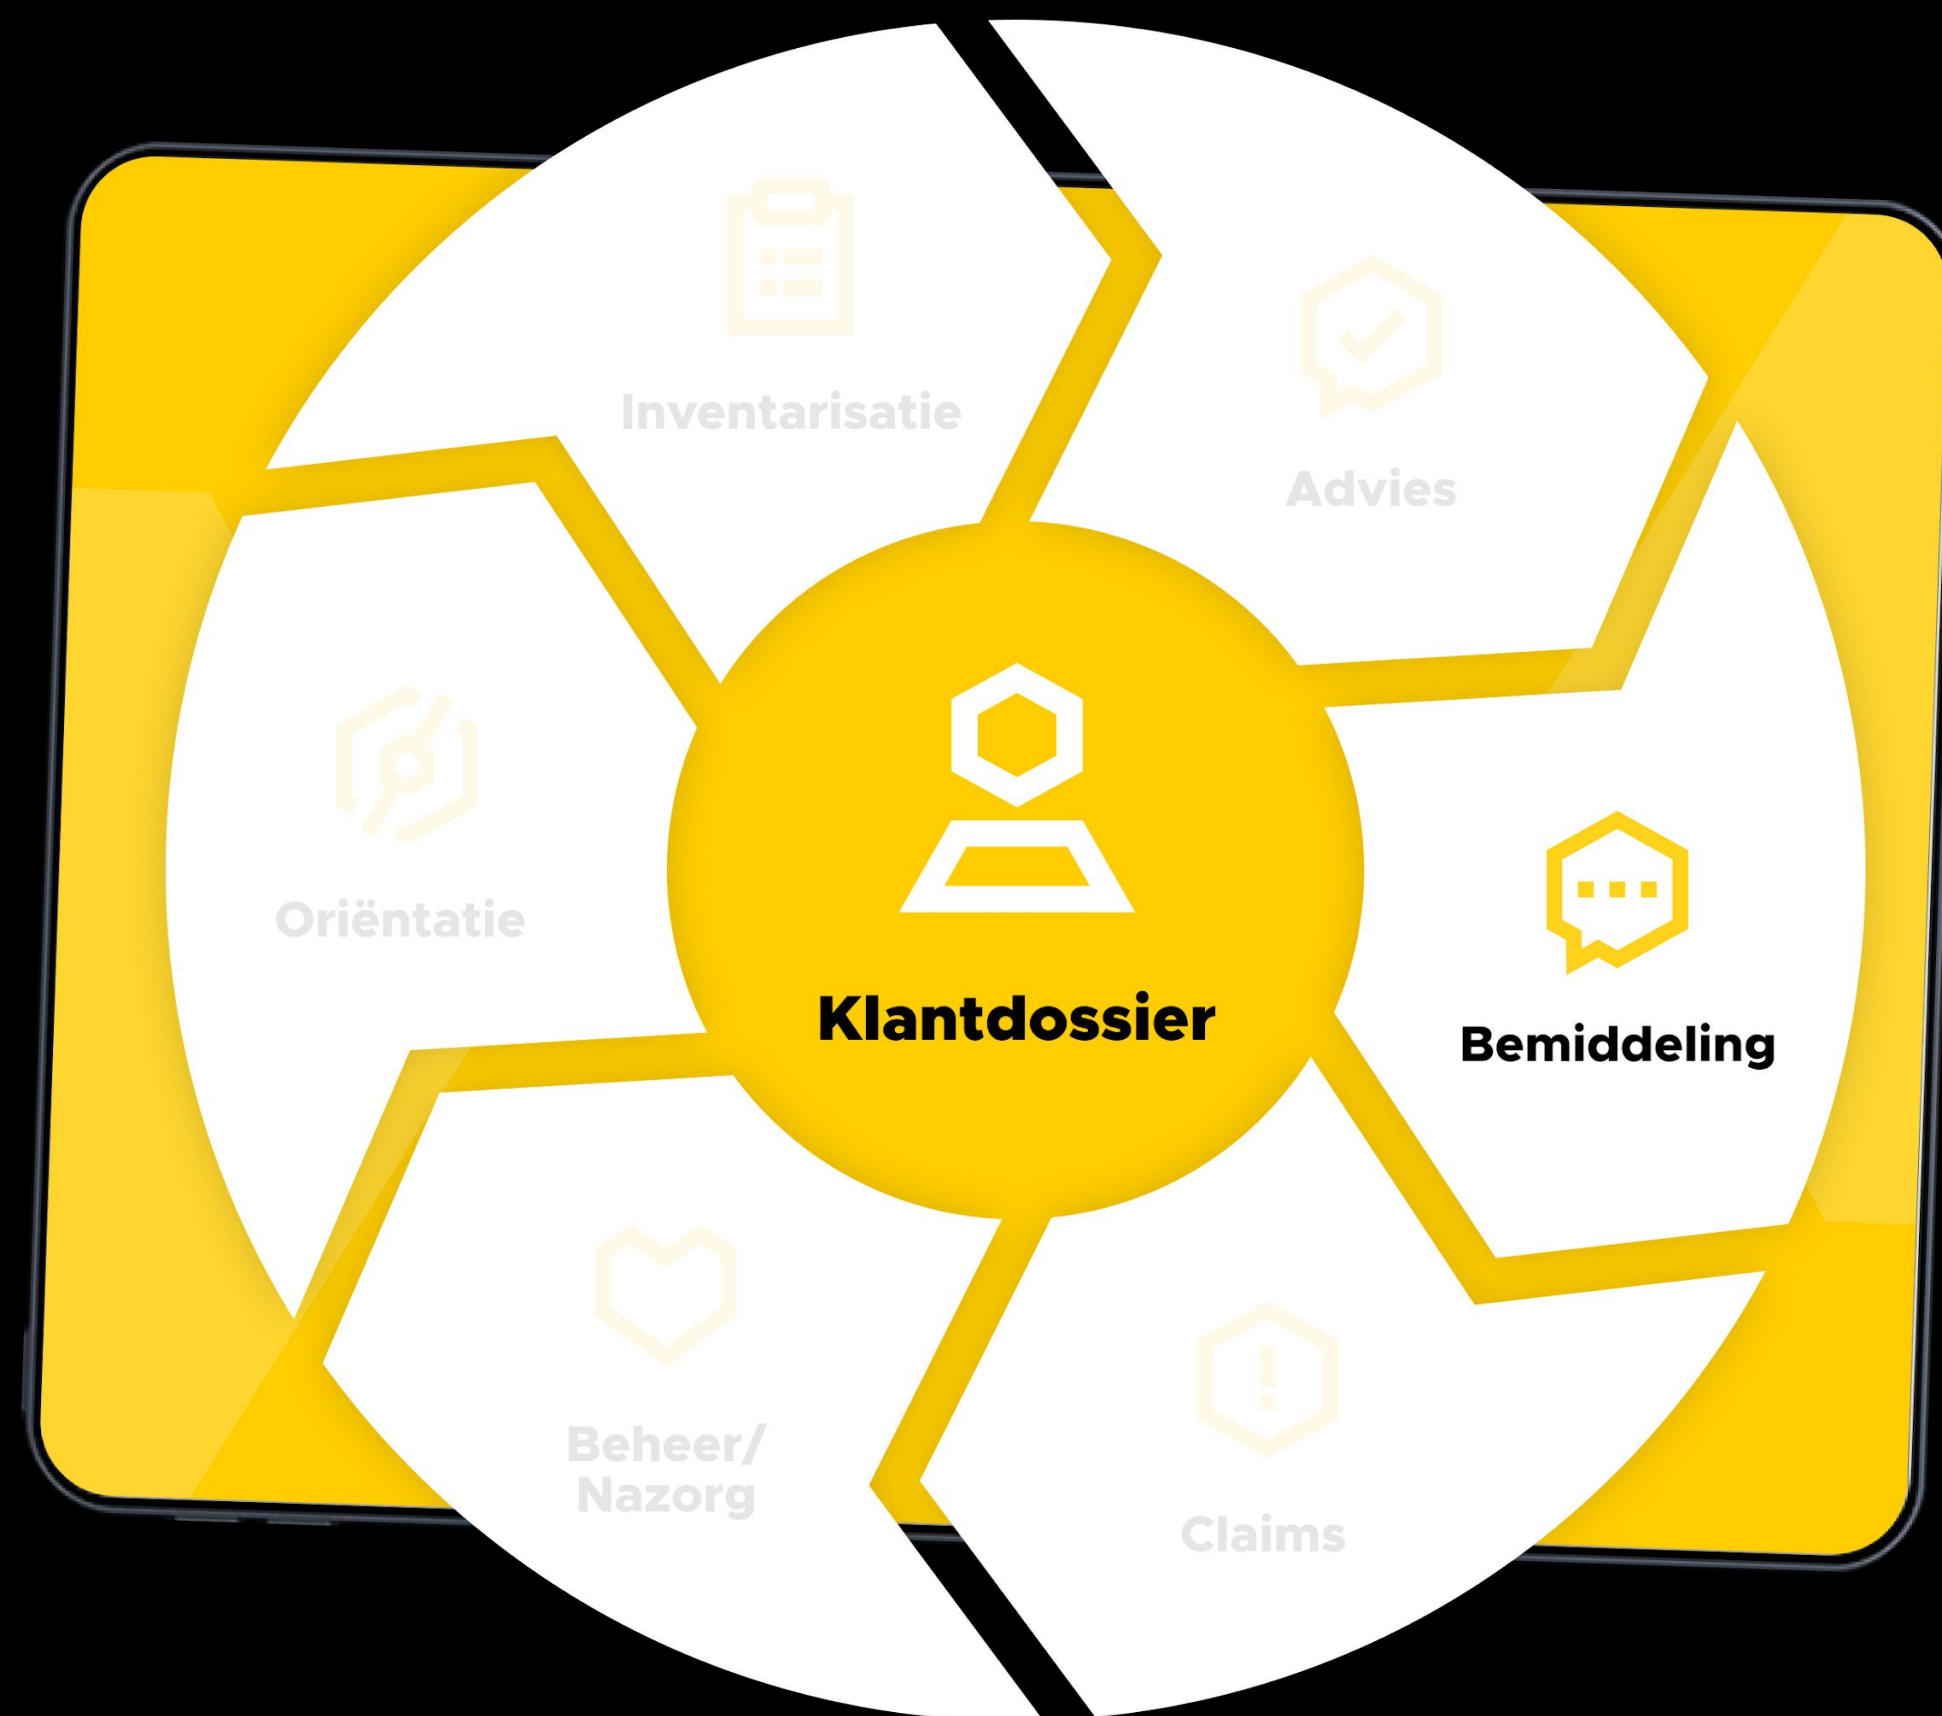 Inventarisatie
Advies
Oriëntatie
Klantdossier
Bemiddeling
Beheer/
Nazorg
Claims